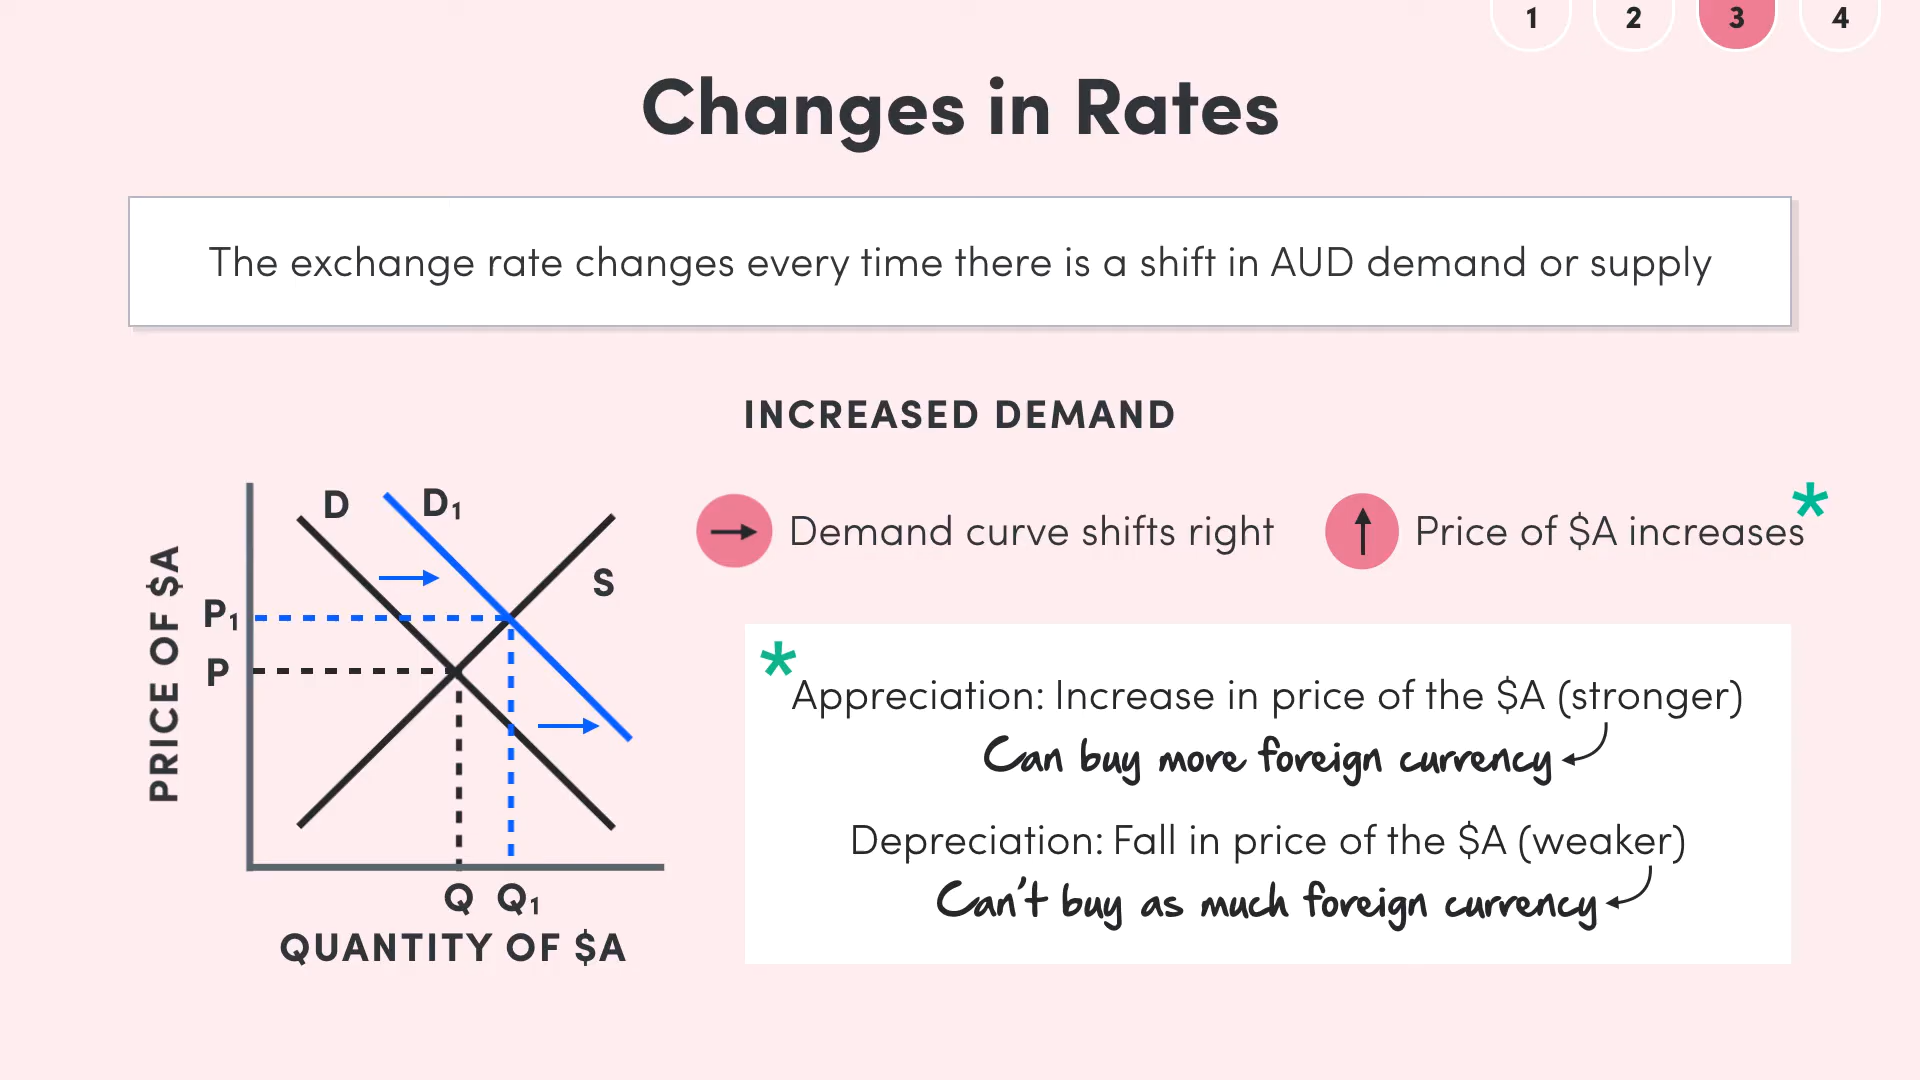 1 2 3 4
Changes in Rates
The exchange rate changes every time there is a shift in AUD demand or supply
INCREASED DEMAND
D D₁
S
P₁
P
PRICE OF $A
Q Q₁
QUANTITY OF $A
Demand curve shifts right
Price of $A increases*
*Appreciation: Increase in price of the $A (stronger)
Can buy more foreign currency
Depreciation: Fall in price of the $A (weaker)
Can't buy as much foreign currency